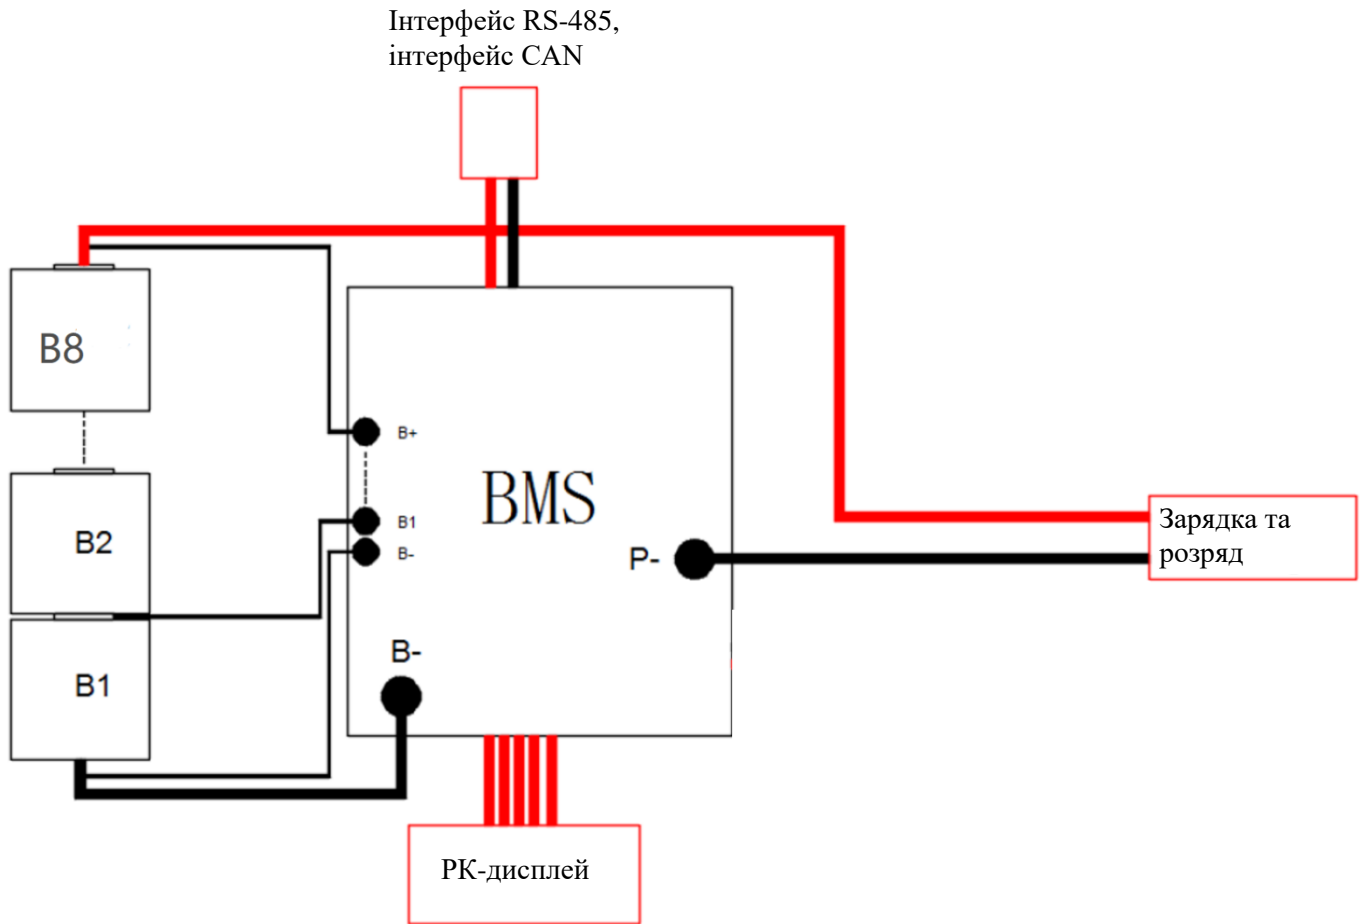 Інтерфейс RS-485,
інтерфейс CAN
B8
B+
BMS
B1
B2
Зарядка та
розряд
B-
P-
B-
B1
РК-дисплей